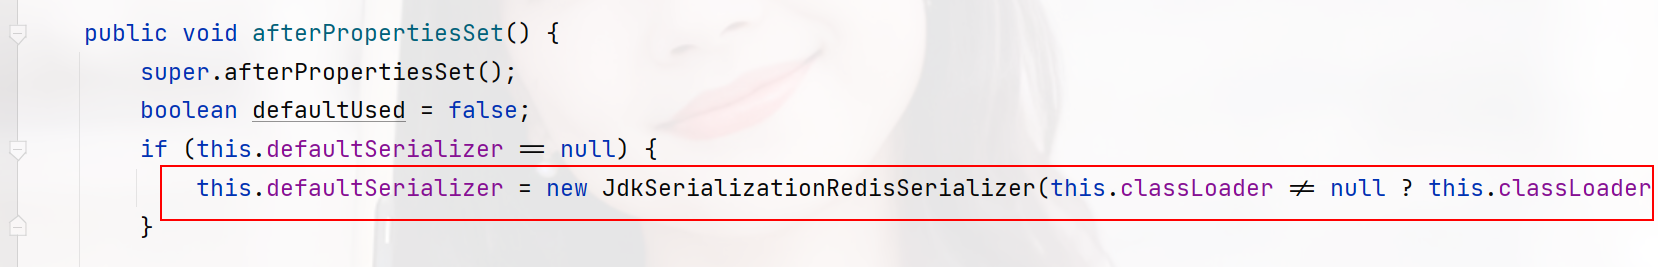 public void afterPropertiesSet() {
super.afterPropertiesSet();
boolean defaultUsed = false;
if (this.defaultSerializer == null) {
this.defaultSerializer = new JdkSerializationRedisSerializer(this.classLoader != null ? this.classLoader
}